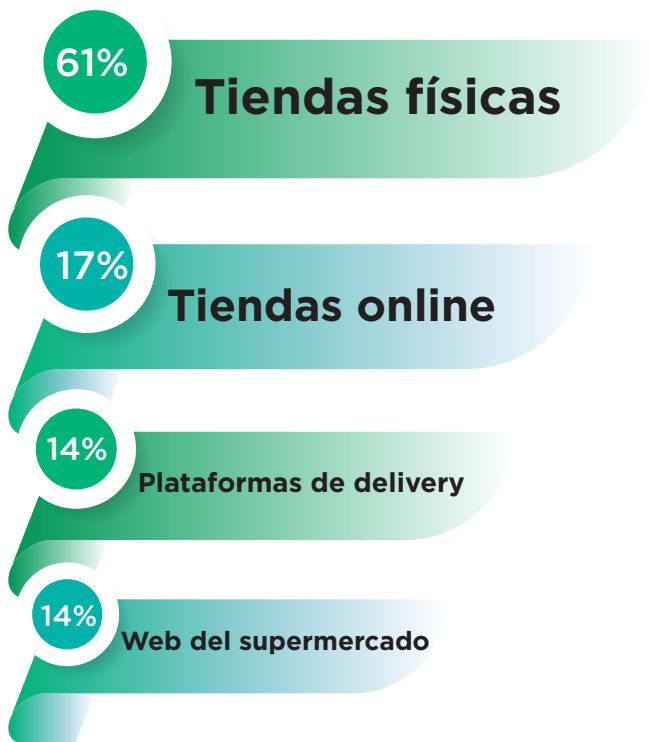 61%
Tiendas físicas
17%
Tiendas online
14%
Plataformas de delivery
14%
Web del supermercado